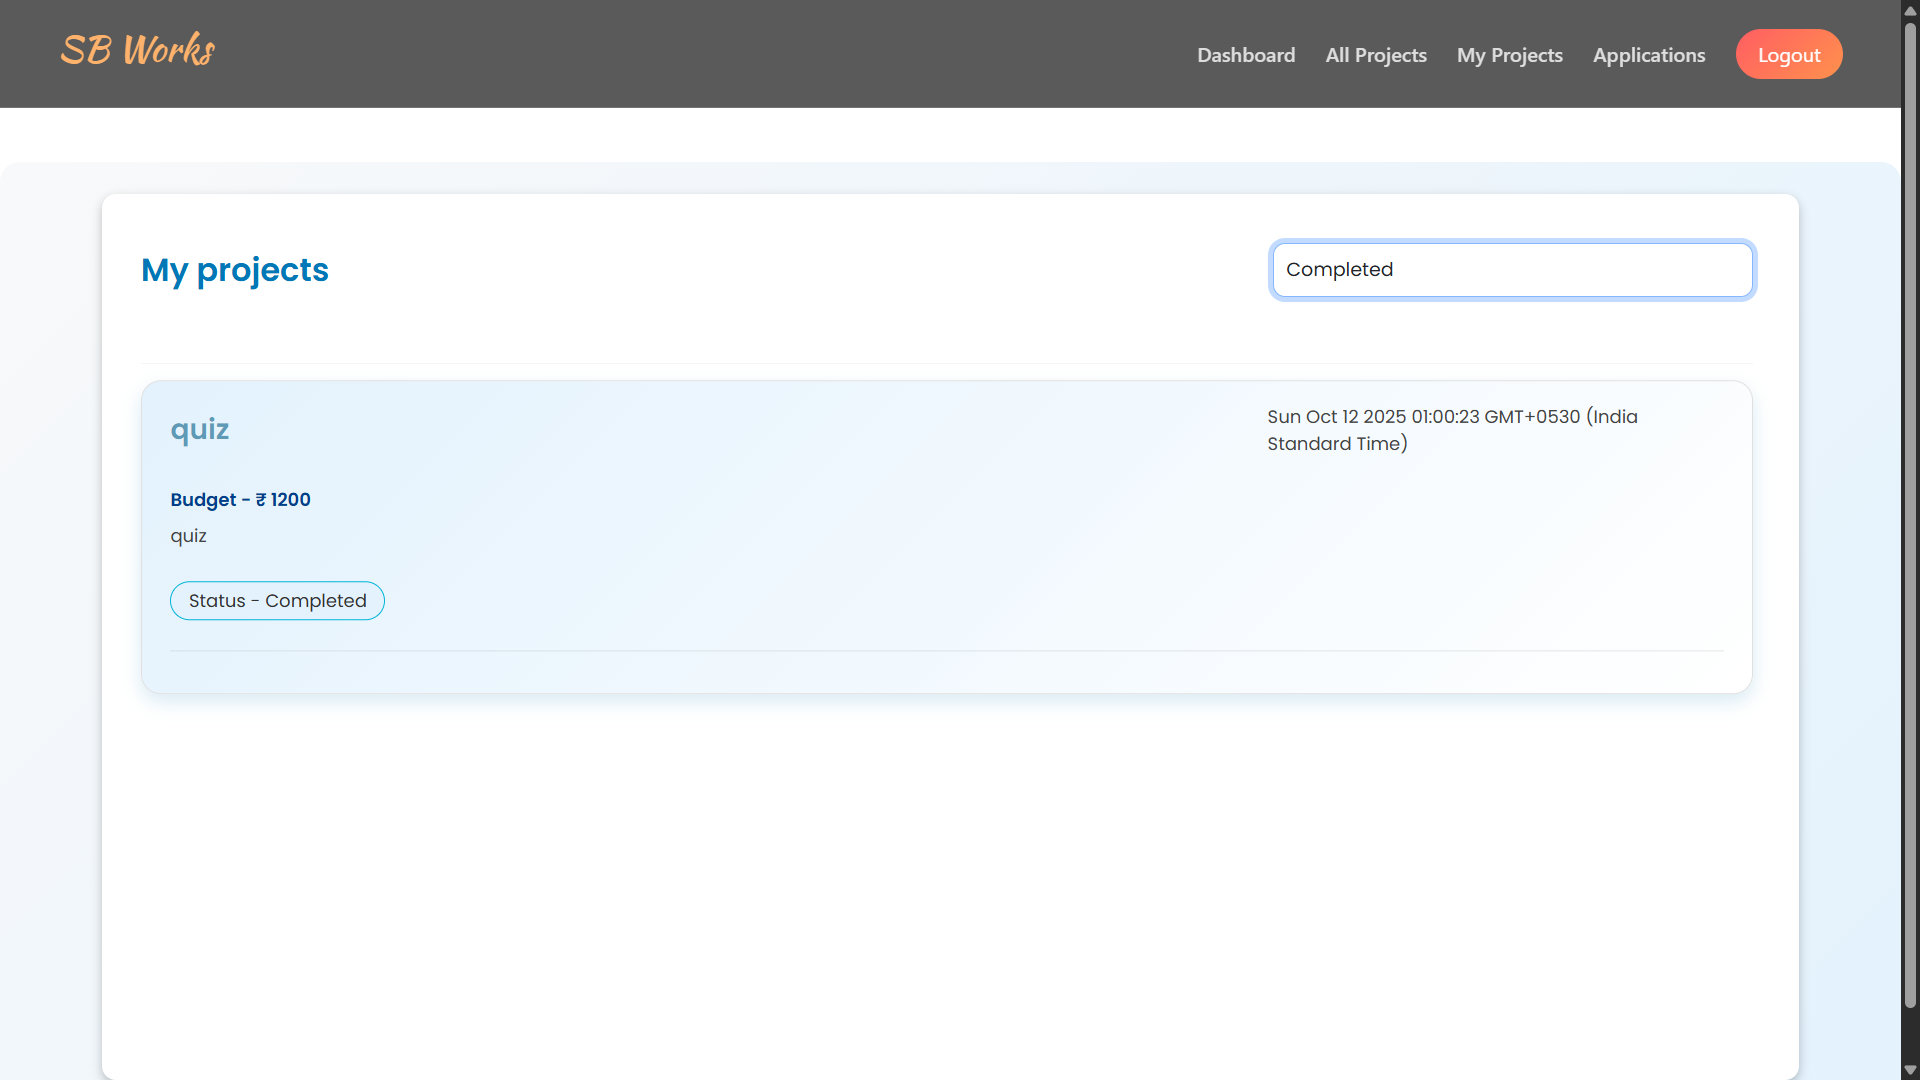 SB Works
Dashboard
All Projects
My Projects
Applications
Logout
My projects
Completed
quiz
Sun Oct 12 2025 01:00:23 GMT+0530 (India
Standard Time)
Budget - ₹ 1200
quiz
Status - Completed